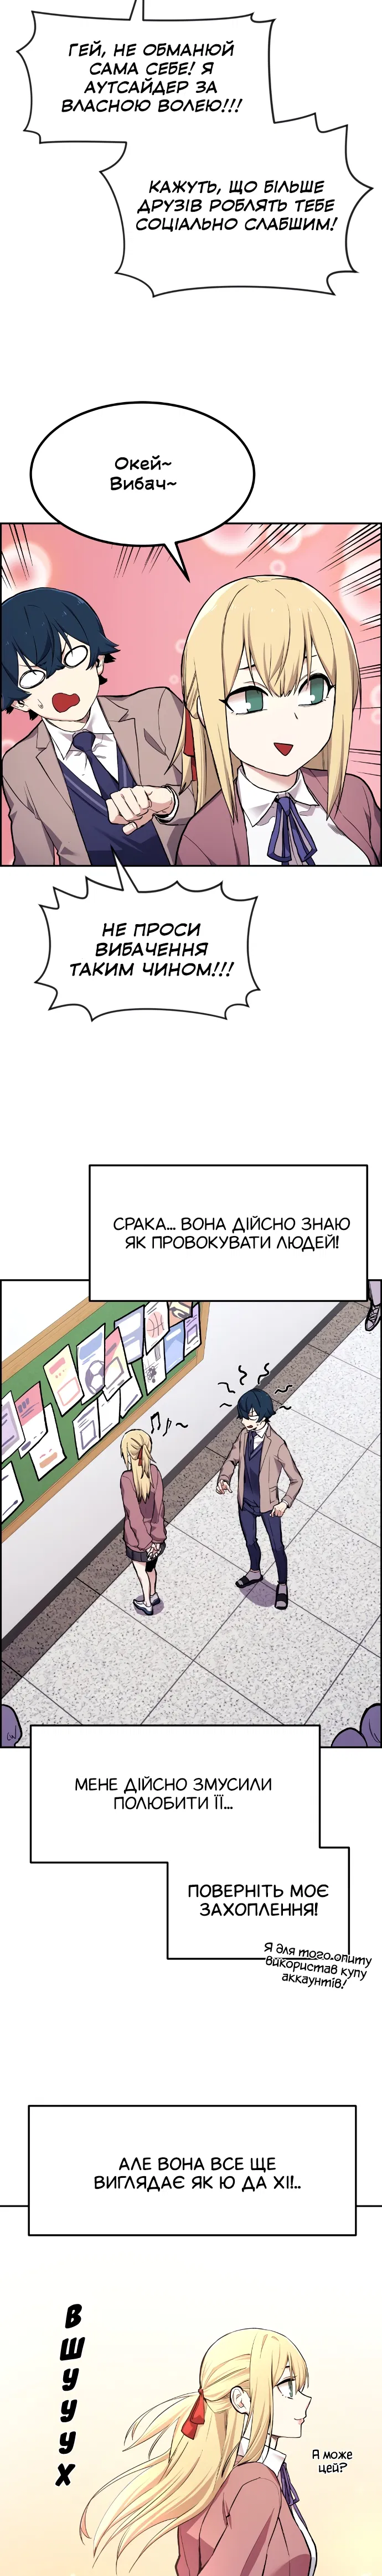 ГЕЙ, НЕ ОБМАНЮЙ
САМА СЕБЕ! Я
АУТСАЙДЕР ЗА
ВЛАСНОЮ ВОЛЕЮ!!!
КАЖУТЬ, ЩО БІЛЬШЕ
ДРУЗІВ РОБЛЯТЬ ТЕБЕ
СОЦІАЛЬНО СЛАБШИМ!
Окей~
Вибач~
НЕ ПРОСИ
ВИБАЧЕННЯ
ТАКИМ ЧИНОМ!!!
СРАКА... ВОНА ДІЙСНО ЗНАЮ
ЯК ПРОВОКУВАТИ ЛЮДЕЙ!
МЕНЕ ДІЙСНО ЗМУСИЛИ
ПОЛЮБИТИ ЇЇ...
ПОВЕРНІТЬ МОЄ
ЗАХОПЛЕННЯ!
Я для того опиту
використав купу
аккаунтів!
АЛЕ ВОНА ВСЕ ЩЕ
ВИГЛЯДАЄ ЯК Ю ДА ХІ!..
В
Ш
У
У
У
Х
А може
цей?